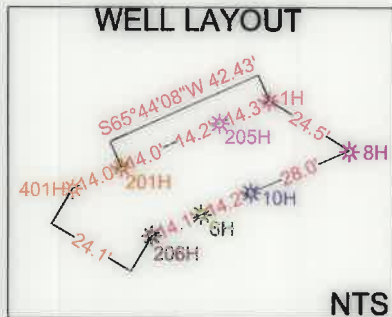 WELL LAYOUT
S65°44'08"W 42.43'
1H
14.3'
24.5'
205H
14.2'
14.0'
8H
201H
14.0'
401H
28.0'
10H
14.2'
6H
14.1'
206H
24.1'
NTS